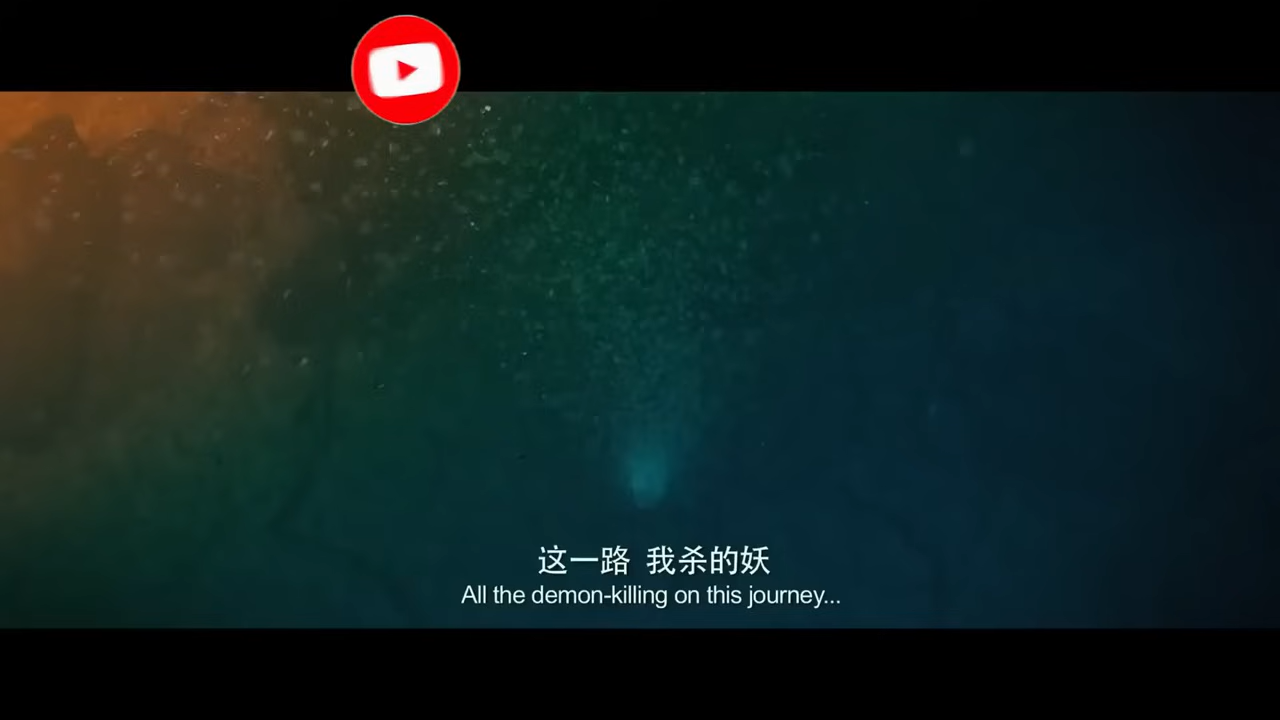 这一路 我杀的妖
All the demon-killing on this journey...